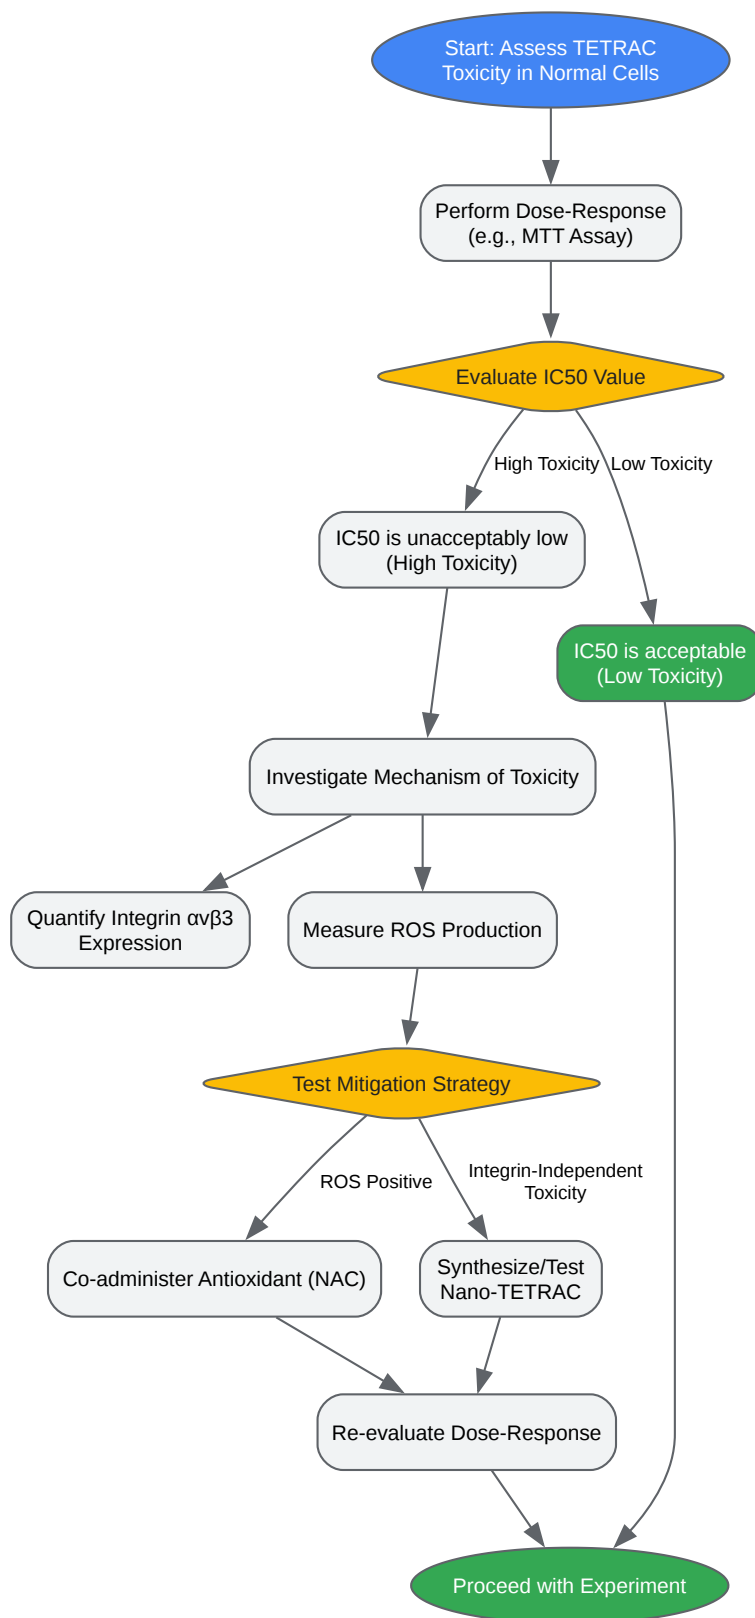 Start: Assess TETRAC
Toxicity in Normal Cells
Perform Dose-Response
(e.g., MTT Assay)
Evaluate IC50 Value
High Toxicity
Low Toxicity
IC50 is unacceptably low
(High Toxicity)
IC50 is acceptable
(Low Toxicity)
Investigate Mechanism of Toxicity
Quantify Integrin αvβ3
Expression
Measure ROS Production
Test Mitigation Strategy
ROS Positive
Integrin-Independent
Toxicity
Co-administer Antioxidant (NAC)
Synthesize/Test
Nano-TETRAC
Re-evaluate Dose-Response
Proceed with Experiment